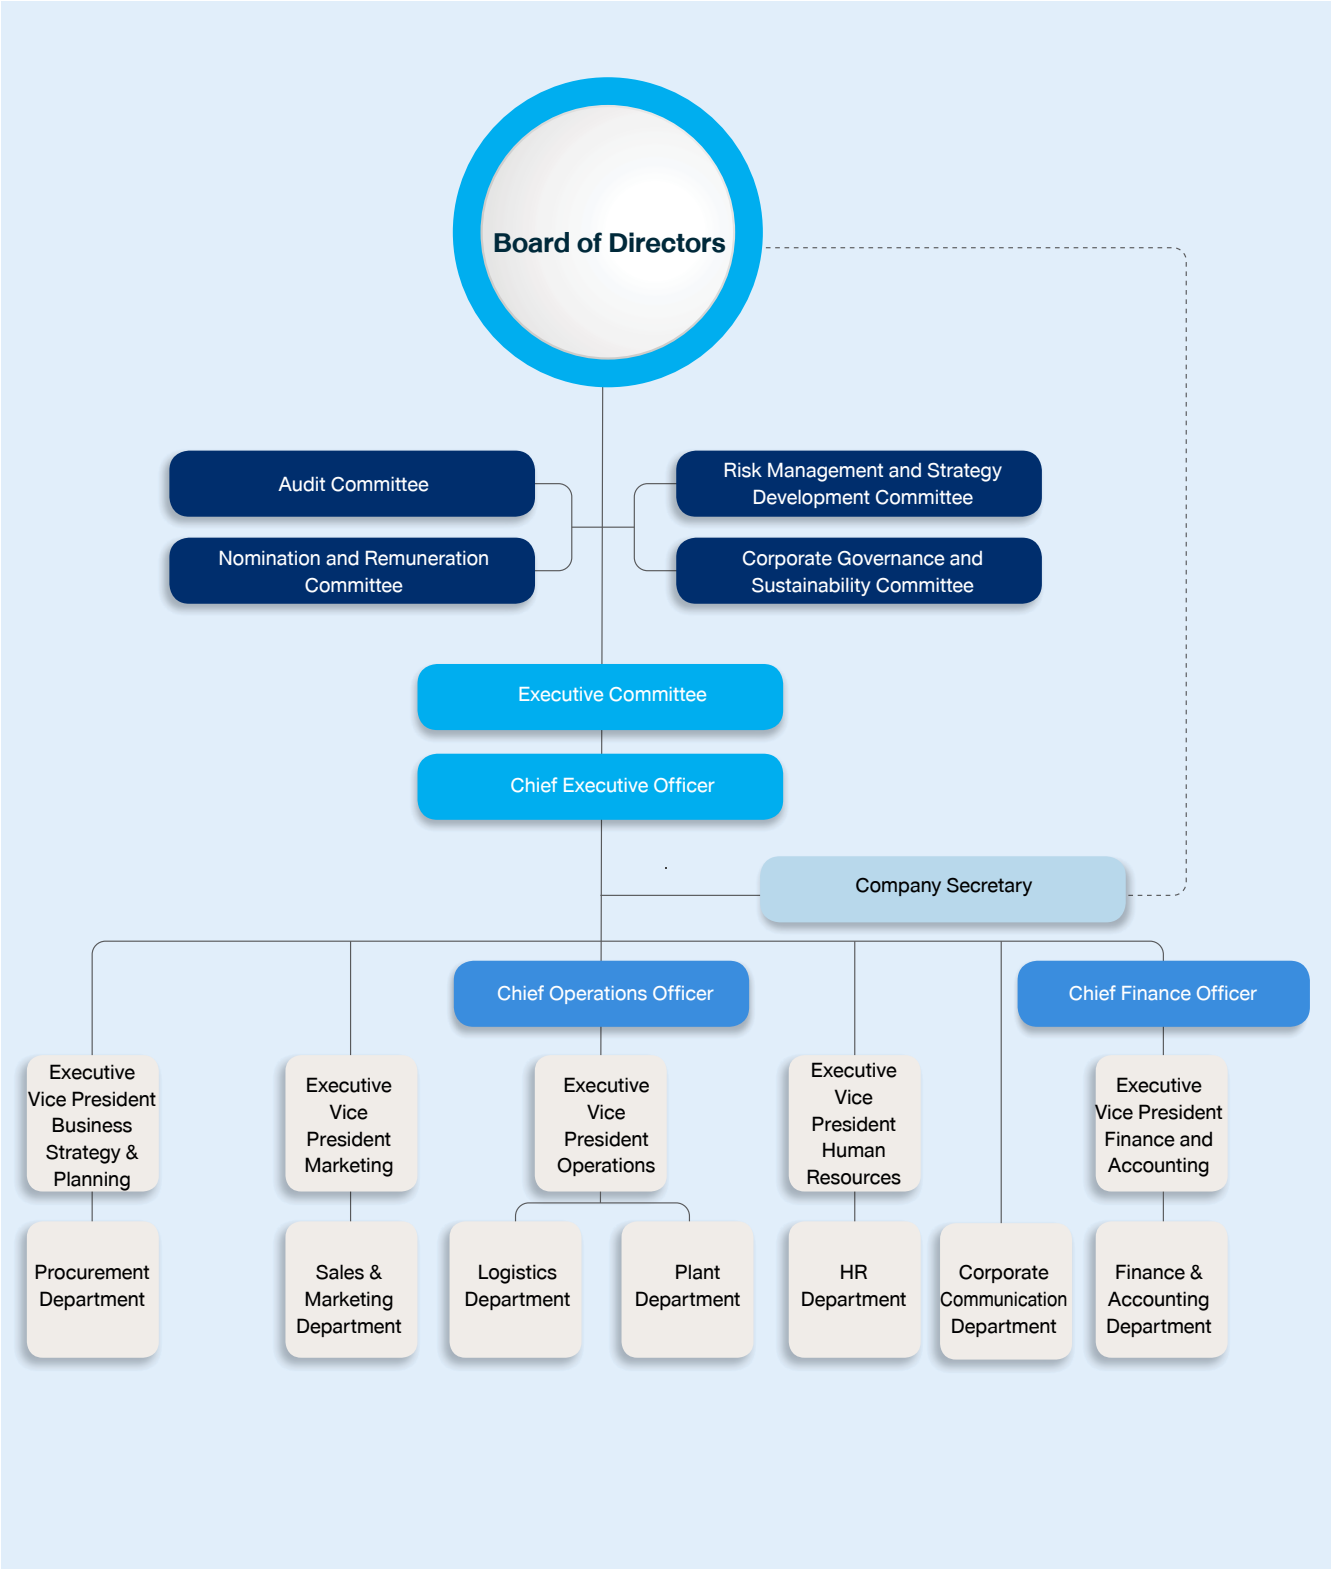 Board of Directors
Audit Committee
Risk Management and Strategy
Development Committee
Nomination and Remuneration
Committee
Corporate Governance and
Sustainability Committee
Executive Committee
Chief Executive Officer
Company Secretary
Chief Operations Officer
Chief Finance Officer
Executive
Vice President
Business
Strategy &
Planning
Executive
Vice
President
Marketing
Executive
Vice
President
Operations
Executive
Vice
President
Human
Resources
Executive
Vice President
Finance and
Accounting
Procurement
Department
Sales &
Marketing
Department
Logistics
Department
Plant
Department
HR
Department
Corporate
Communication
Department
Finance &
Accounting
Department